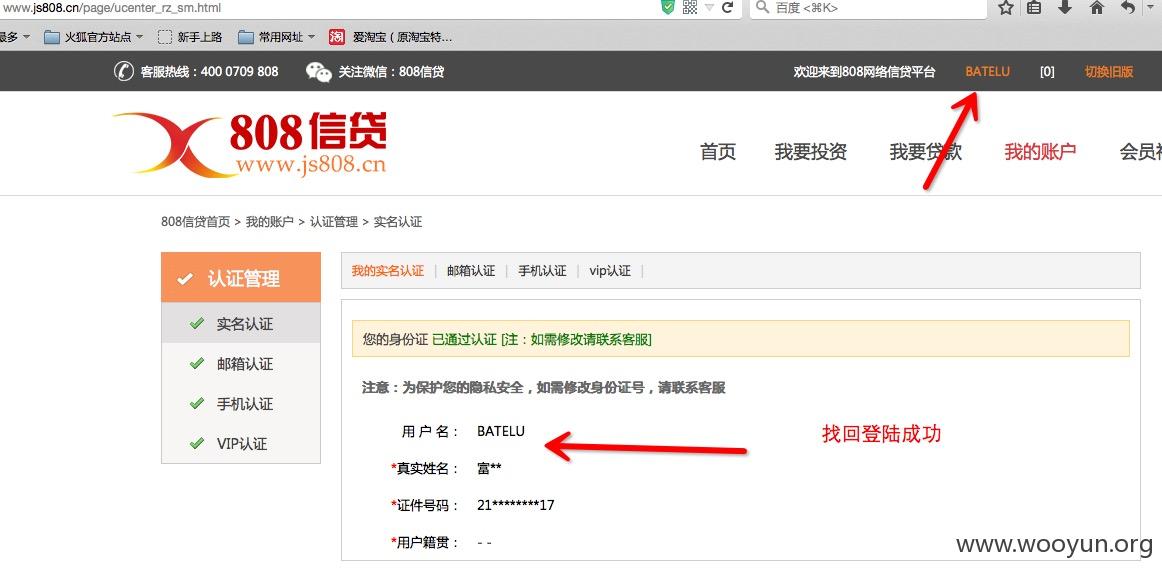 www.js808.cn/page/ucenter_rz_sm.html
百度 <⌘K>
最多
火狐官方站点
新手上路
常用网址
淘
爱淘宝（原淘宝特...
客服热线：400 0709 808
关注微信：808信贷
欢迎来到808网络信贷平台
BATELU
[0]
切换旧版
808信贷
www.js808.cn
首页
我要投资
我要贷款
我的账户
会员社
808信贷首页 > 我的账户 > 认证管理 > 实名认证
认证管理
实名认证
邮箱认证
手机认证
VIP认证
我的实名认证 | 邮箱认证 | 手机认证 | vip认证 |
您的身份证 已通过认证 [注：如需修改请联系客服]
注意：为保护您的隐私安全，如需修改身份证号，请联系客服
用 户 名： BATELU
*真实姓名： 富**
*证件号码： 21********17
*用户籍贯： - -
找回登陆成功
www.wooyun.org